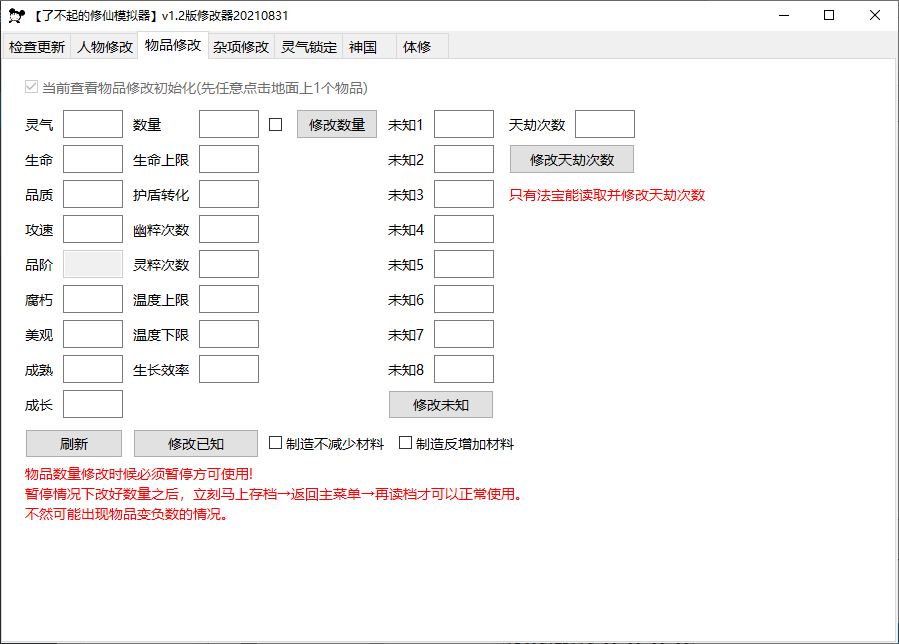 【了不起的修仙模拟器】v1.2版修改器20210831
检查更新 人物修改 物品修改 杂项修改 灵气锁定 神国 体修
当前查看物品修改初始化(先任意点击地面上1个物品)
灵气 数量 修改数量 未知1 天劫次数
生命 生命上限 未知2 修改天劫次数
品质 护盾转化 未知3 只有法宝能读取并修改天劫次数
攻速 幽粹次数 未知4
品阶 灵粹次数 未知5
腐朽 温度上限 未知6
美观 温度下限 未知7
成熟 生长效率 未知8
成长 修改未知
刷新 修改已知 制造不减少材料 制造反增加材料
物品数量修改时候必须暂停方可使用!
暂停情况下改好数量之后，立刻马上存档→返回主菜单→再读档才可以正常使用。
不然可能出现物品变负数的情况。